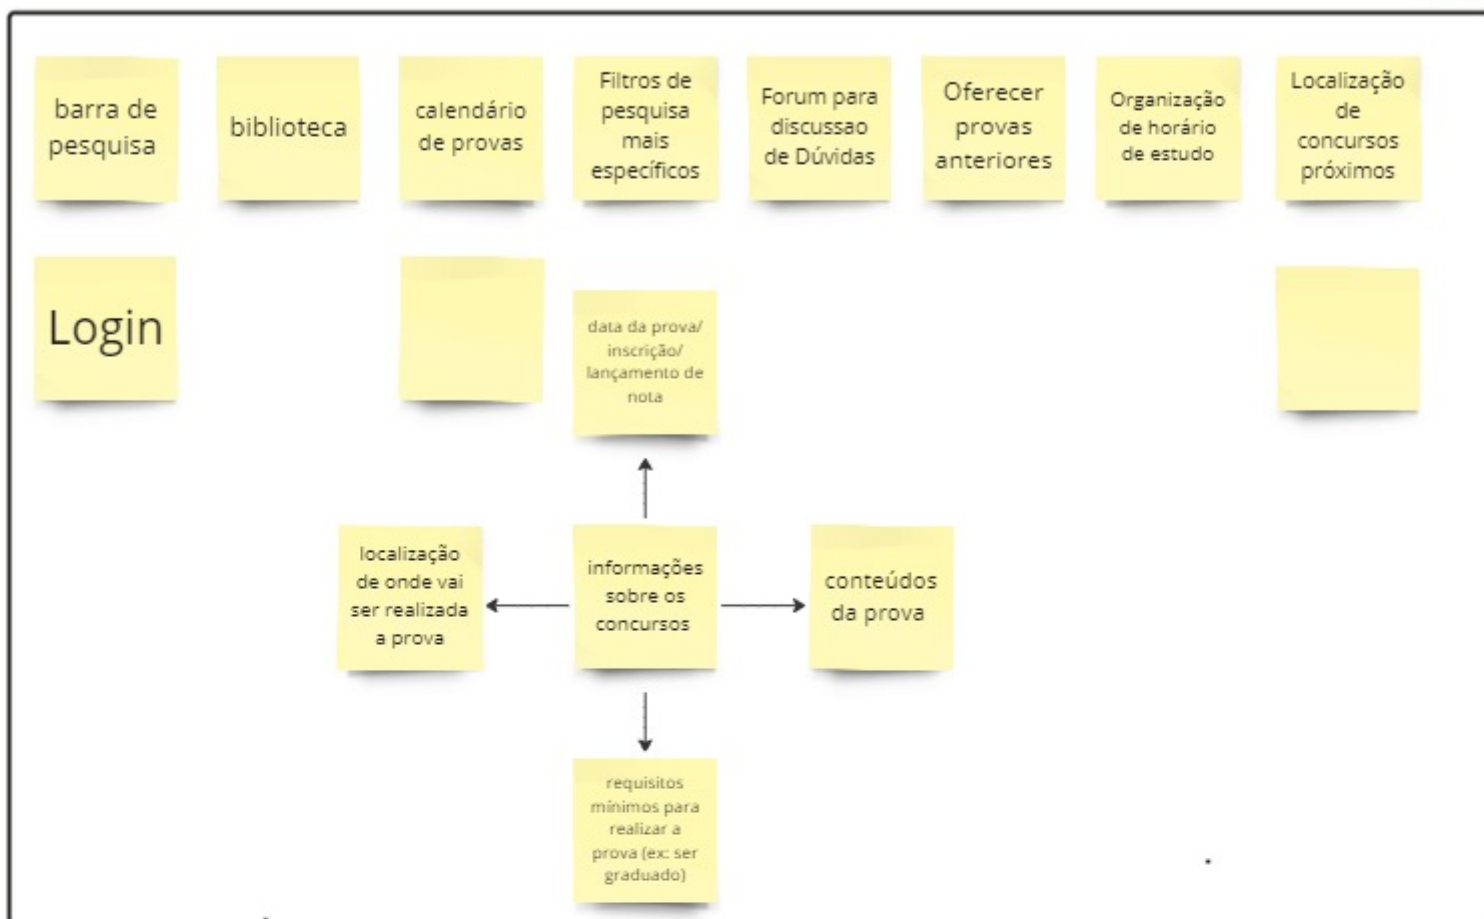 barra de
pesquisa
biblioteca
calendário
de provas
Filtros de
pesquisa
mais
específicos
Forum para
discussao
de Dúvidas
Oferecer
provas
anteriores
Organização
de horário
de estudo
Localização
de
concursos
próximos
Login
data da prova/
inscrição/
lançamento de
nota
localização
de onde vai
ser realizada
a prova
informações
sobre os
concursos
conteúdos
da prova
requisitos
mínimos para
realizar a
prova (ex: ser
graduado)